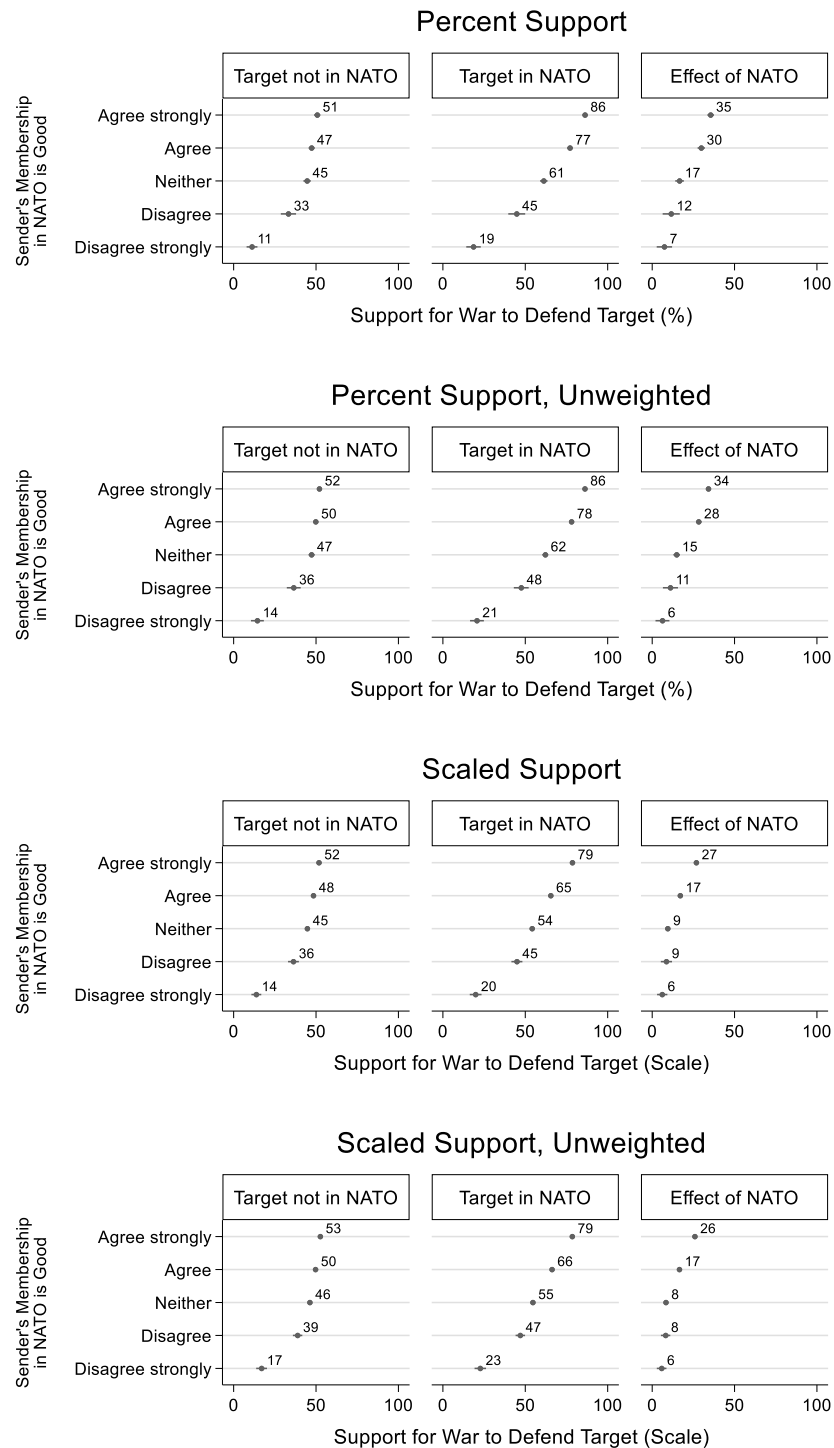 Percent Support
Target not in NATO Target in NATO Effect of NATO
Sender's Membership
in NATO is Good
Agree strongly 51 86 35
Agree 47 77 30
Neither 45 61 17
Disagree 33 45 12
Disagree strongly 11 19 7
0 50 100 0 50 100 0 50 100
Support for War to Defend Target (%)
Percent Support, Unweighted
Target not in NATO Target in NATO Effect of NATO
Sender's Membership
in NATO is Good
Agree strongly 52 86 34
Agree 50 78 28
Neither 47 62 15
Disagree 36 48 11
Disagree strongly 14 21 6
0 50 100 0 50 100 0 50 100
Support for War to Defend Target (%)
Scaled Support
Target not in NATO Target in NATO Effect of NATO
Sender's Membership
in NATO is Good
Agree strongly 52 79 27
Agree 48 65 17
Neither 45 54 9
Disagree 36 45 9
Disagree strongly 14 20 6
0 50 100 0 50 100 0 50 100
Support for War to Defend Target (Scale)
Scaled Support, Unweighted
Target not in NATO Target in NATO Effect of NATO
Sender's Membership
in NATO is Good
Agree strongly 53 79 26
Agree 50 66 17
Neither 46 55 8
Disagree 39 47 8
Disagree strongly 17 23 6
0 50 100 0 50 100 0 50 100
Support for War to Defend Target (Scale)